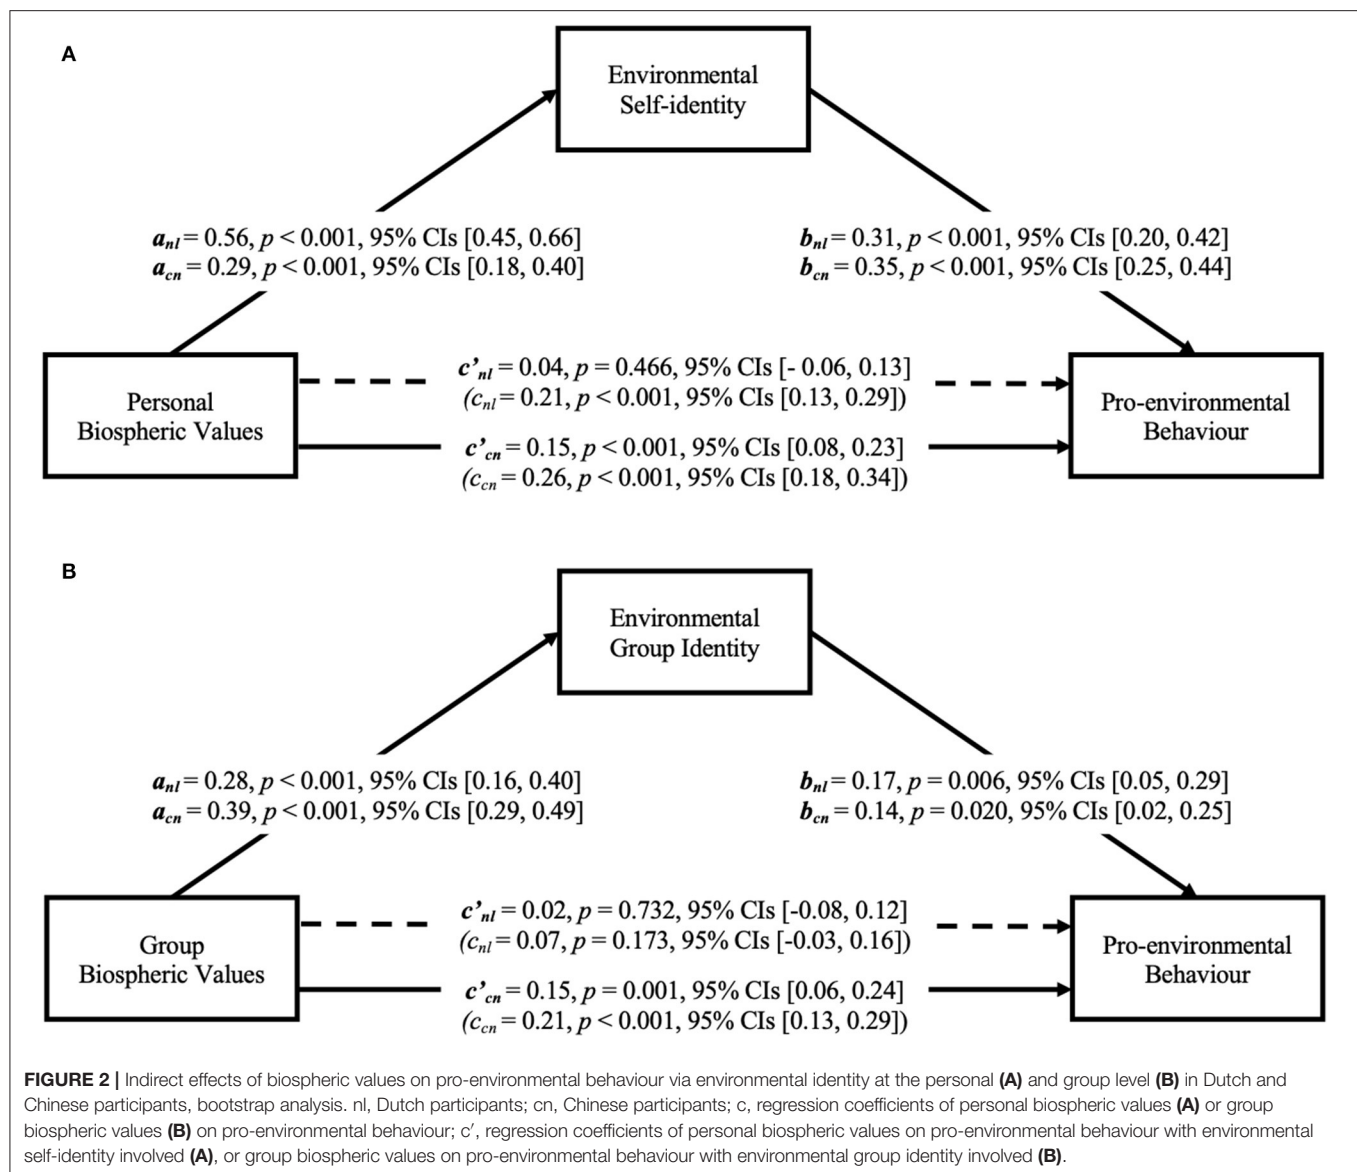 A
Environmental
Self-identity
a_nl = 0.56, p < 0.001, 95% CIs [0.45, 0.66]
a_cn = 0.29, p < 0.001, 95% CIs [0.18, 0.40]
b_nl = 0.31, p < 0.001, 95% CIs [0.20, 0.42]
b_cn = 0.35, p < 0.001, 95% CIs [0.25, 0.44]
Personal
Biospheric Values
c’_nl = 0.04, p = 0.466, 95% CIs [- 0.06, 0.13]
(c_nl = 0.21, p < 0.001, 95% CIs [0.13, 0.29])
c’_cn = 0.15, p < 0.001, 95% CIs [0.08, 0.23]
(c_cn = 0.26, p < 0.001, 95% CIs [0.18, 0.34])
Pro-environmental
Behaviour
B
Environmental
Group Identity
a_nl = 0.28, p < 0.001, 95% CIs [0.16, 0.40]
a_cn = 0.39, p < 0.001, 95% CIs [0.29, 0.49]
b_nl = 0.17, p = 0.006, 95% CIs [0.05, 0.29]
b_cn = 0.14, p = 0.020, 95% CIs [0.02, 0.25]
Group
Biospheric Values
c’_nl = 0.02, p = 0.732, 95% CIs [-0.08, 0.12]
(c_nl = 0.07, p = 0.173, 95% CIs [-0.03, 0.16])
c’_cn = 0.15, p = 0.001, 95% CIs [0.06, 0.24]
(c_cn = 0.21, p < 0.001, 95% CIs [0.13, 0.29])
Pro-environmental
Behaviour
FIGURE 2 | Indirect effects of biospheric values on pro-environmental behaviour via environmental identity at the personal (A) and group level (B) in Dutch and
Chinese participants, bootstrap analysis. nl, Dutch participants; cn, Chinese participants; c, regression coefficients of personal biospheric values (A) or group
biospheric values (B) on pro-environmental behaviour; c′, regression coefficients of personal biospheric values on pro-environmental behaviour with environmental
self-identity involved (A), or group biospheric values on pro-environmental behaviour with environmental group identity involved (B).